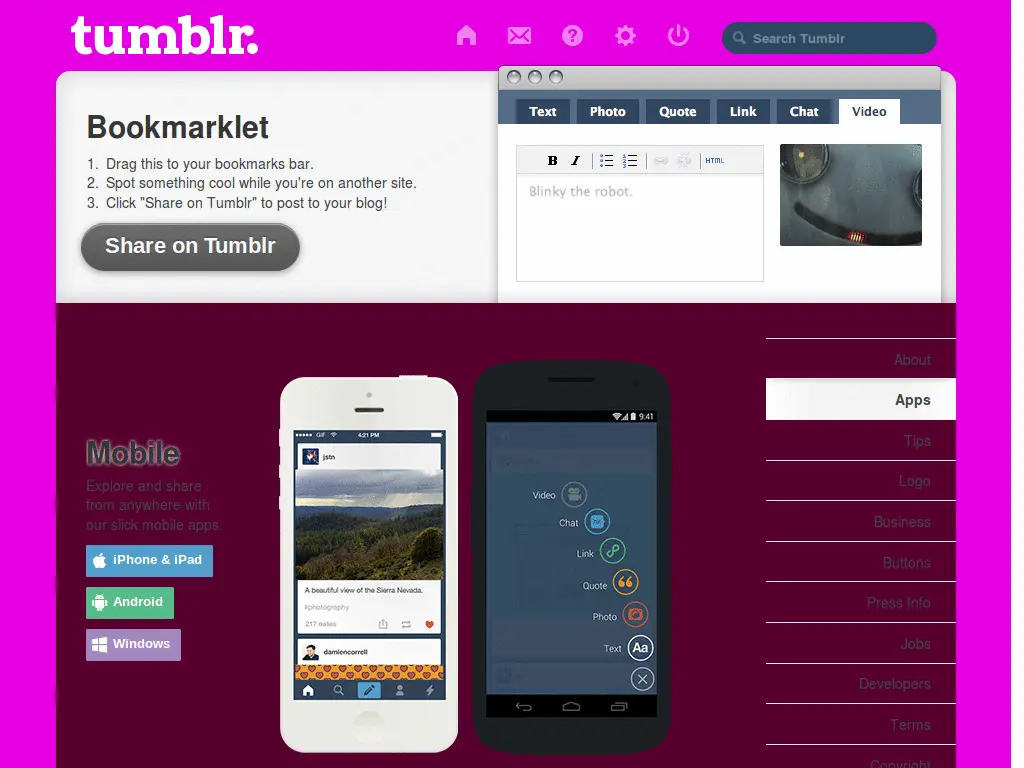 tumblr.
Search Tumblr
Bookmarklet
1. Drag this to your bookmarks bar.
2. Spot something cool while you're on another site.
3. Click "Share on Tumblr" to post to your blog!
Share on Tumblr
Text Photo Quote Link Chat Video
B I HTML
Blinky the robot.
Mobile
Explore and share
from anywhere with
our slick mobile apps.
iPhone & iPad
Android
Windows
GIF 4:21 PM
jstn
A beautiful view of the Sierra Nevada.
#photography
217 notes
damiencorrell
9:41
Video
Chat
Link
Quote
Photo
Text Aa
About
Apps
Tips
Logo
Business
Buttons
Press Info
Jobs
Developers
Terms
Copyright